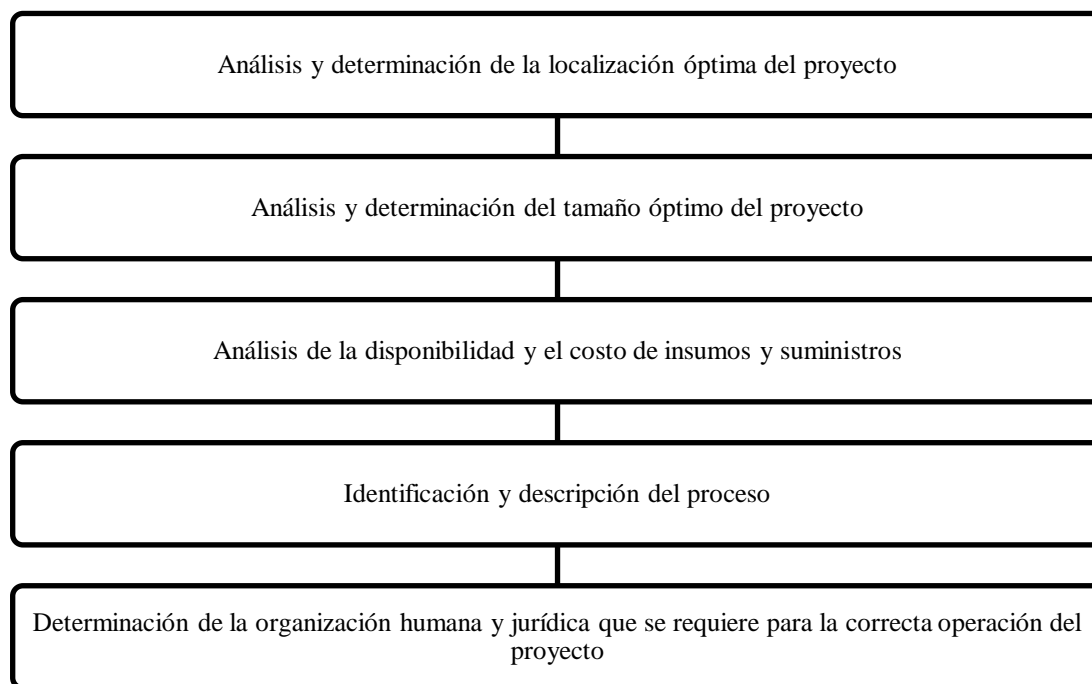 Análisis y determinación de la localización óptima del proyecto
Análisis y determinación del tamaño óptimo del proyecto
Análisis de la disponibilidad y el costo de insumos y suministros
Identificación y descripción del proceso
Determinación de la organización humana y jurídica que se requiere para la correcta operación del
proyecto